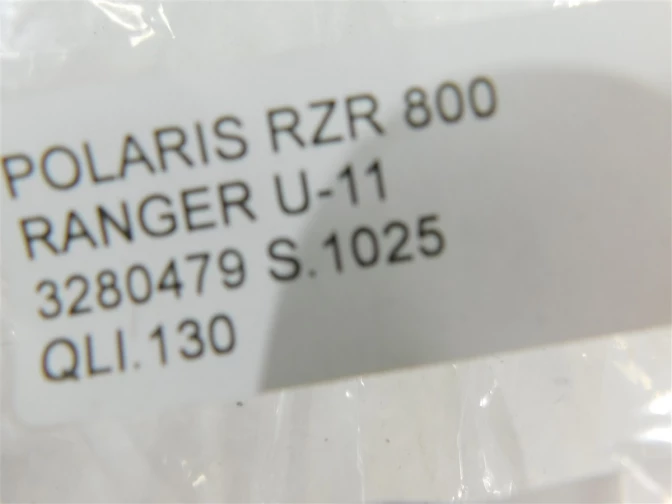 POLARIS RZR 800
RANGER U-11
3280479 S.1025
QLI.130